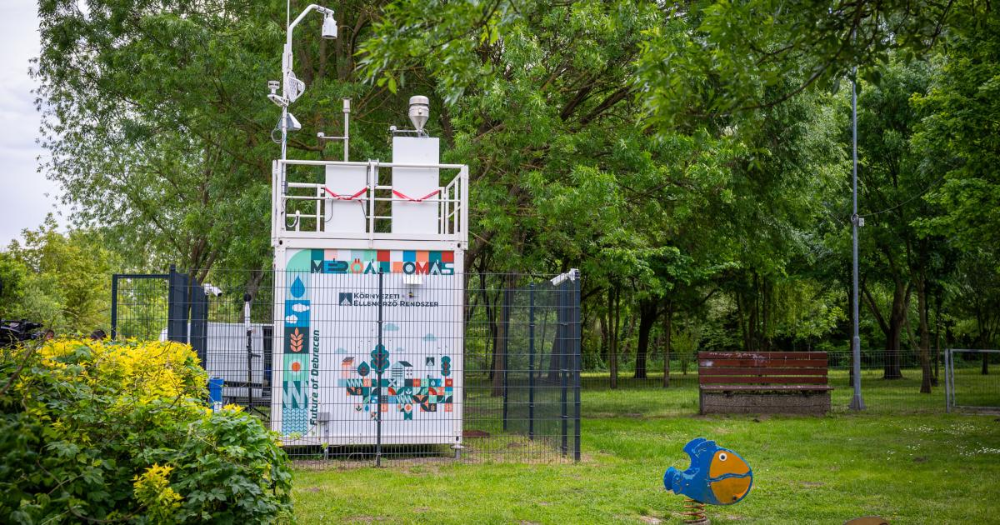 MÉRŐÁLLOMÁS
KÖRNYEZETI
ELLENŐRZŐ RENDSZER
Future of Debrecen